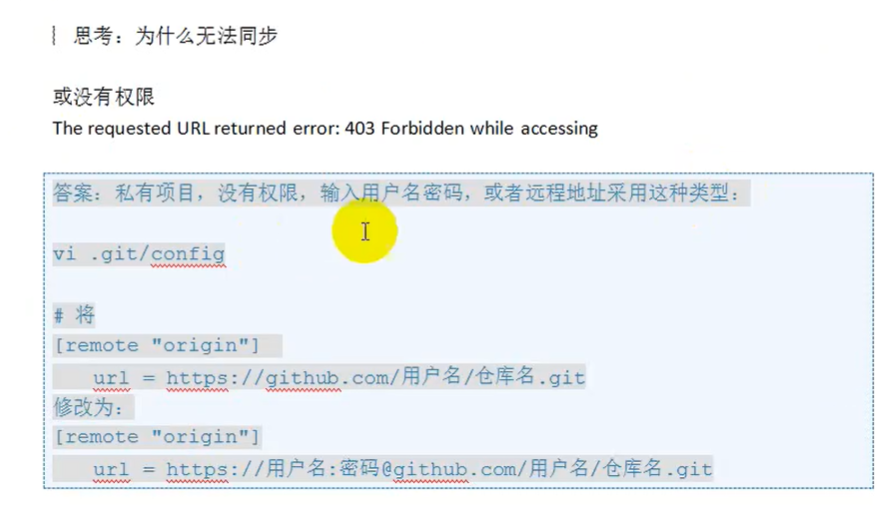 思考：为什么无法同步
或没有权限
The requested URL returned error: 403 Forbidden while accessing
答案：私有项目，没有权限，输入用户名密码，或者远程地址采用这种类型：
vi .git/config
# 将
[remote "origin"]
url = https://github.com/用户名/仓库名.git
修改为：
[remote "origin"]
url = https://用户名:密码@github.com/用户名/仓库名.git